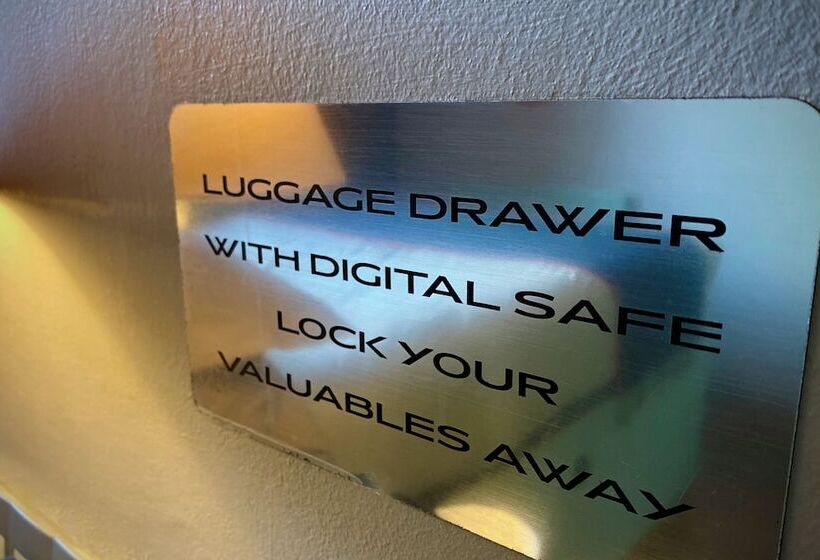 LUGGAGE DRAWER
WITH DIGITAL SAFE
LOCK YOUR
VALUABLES AWAY